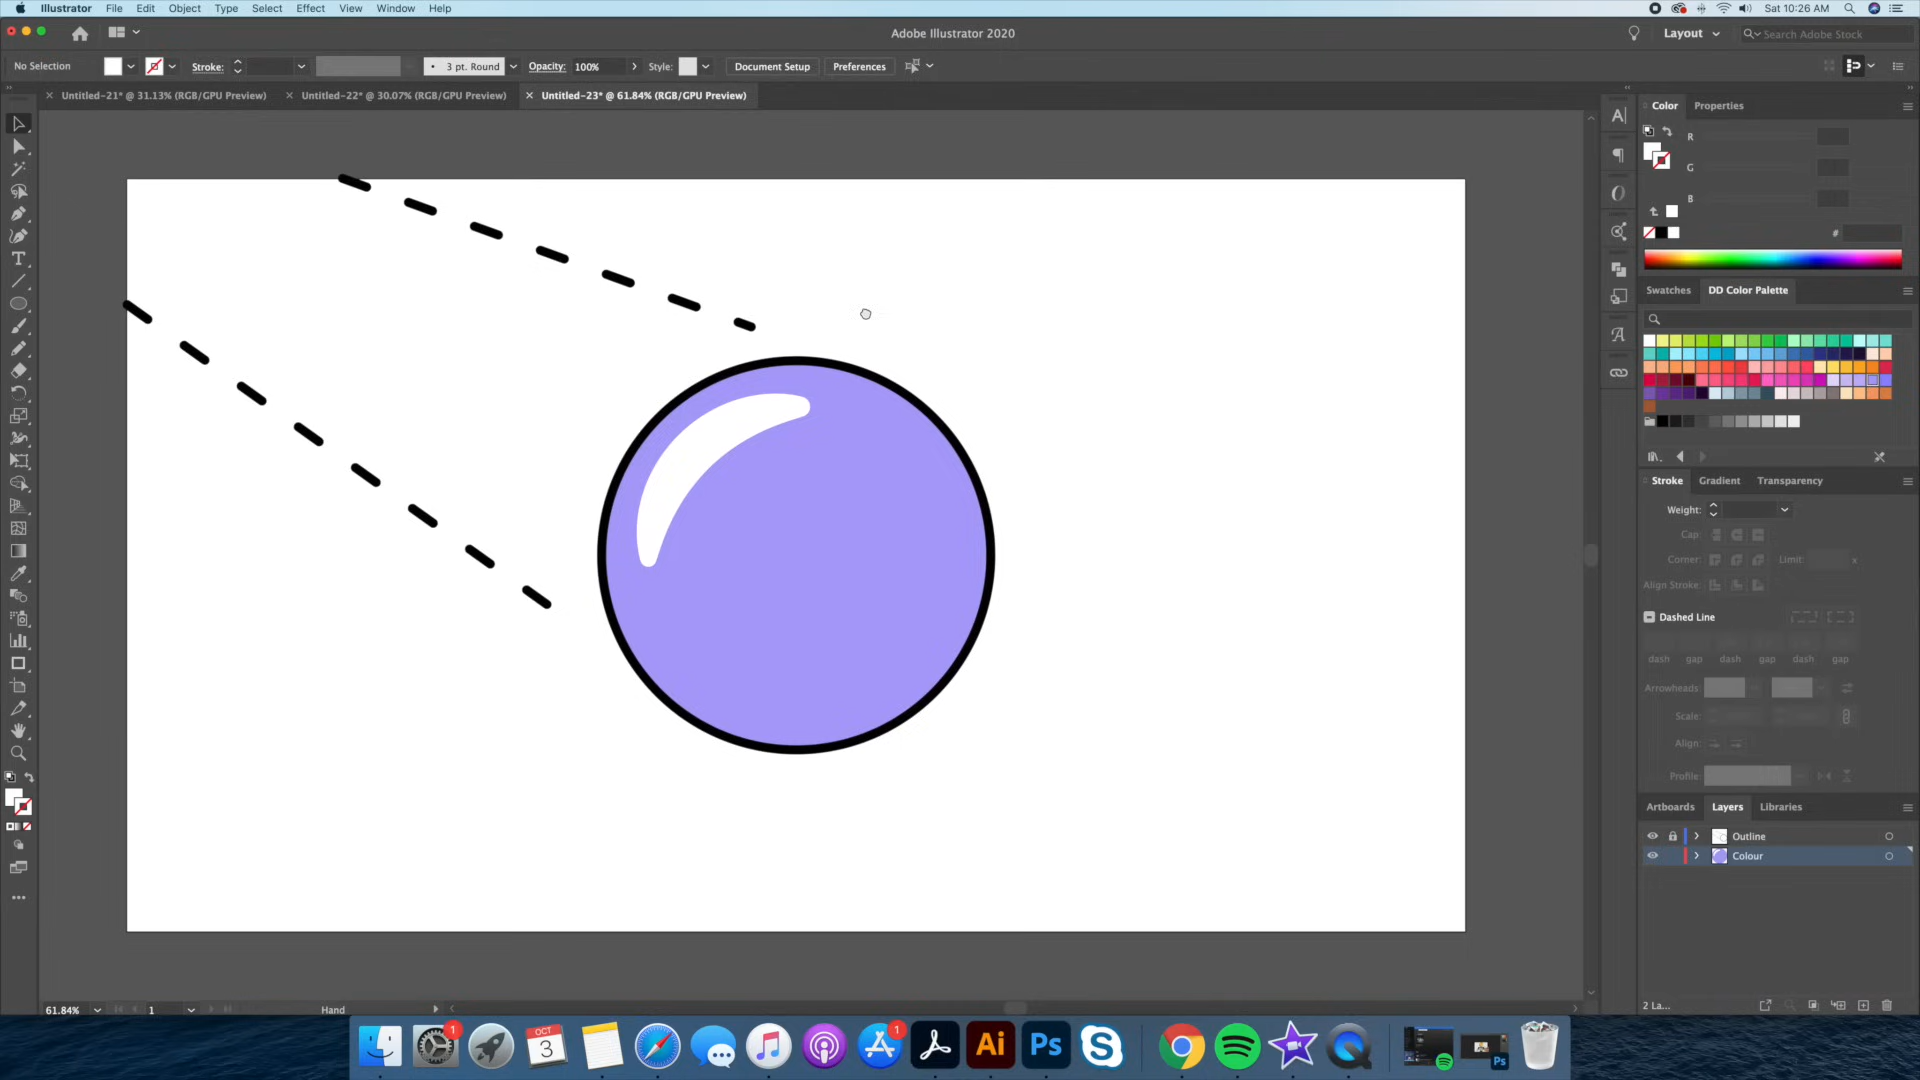 Illustrator File Edit Object Type Select Effect View Window Help
Sat 10:26 AM
Adobe Illustrator 2020
Layout
Search Adobe Stock
No Selection
Stroke:
3 pt. Round
Opacity: 100%
Style:
Document Setup
Preferences
Untitled-21* @ 31.13% (RGB/GPU Preview)
Untitled-22* @ 30.07% (RGB/GPU Preview)
Untitled-23* @ 61.84% (RGB/GPU Preview)
Color Properties
R
G
B
#
Swatches DD Color Palette
Stroke Gradient Transparency
Weight:
Cap:
Corner: Limit: x
Align Stroke:
Dashed Line
dash gap dash gap dash gap
Arrowheads:
Scale:
Align:
Profile:
Artboards Layers Libraries
Outline
Colour
2 La...
61.84% 1 Hand
1
OCT
3
1
Ai
Ps
Ps